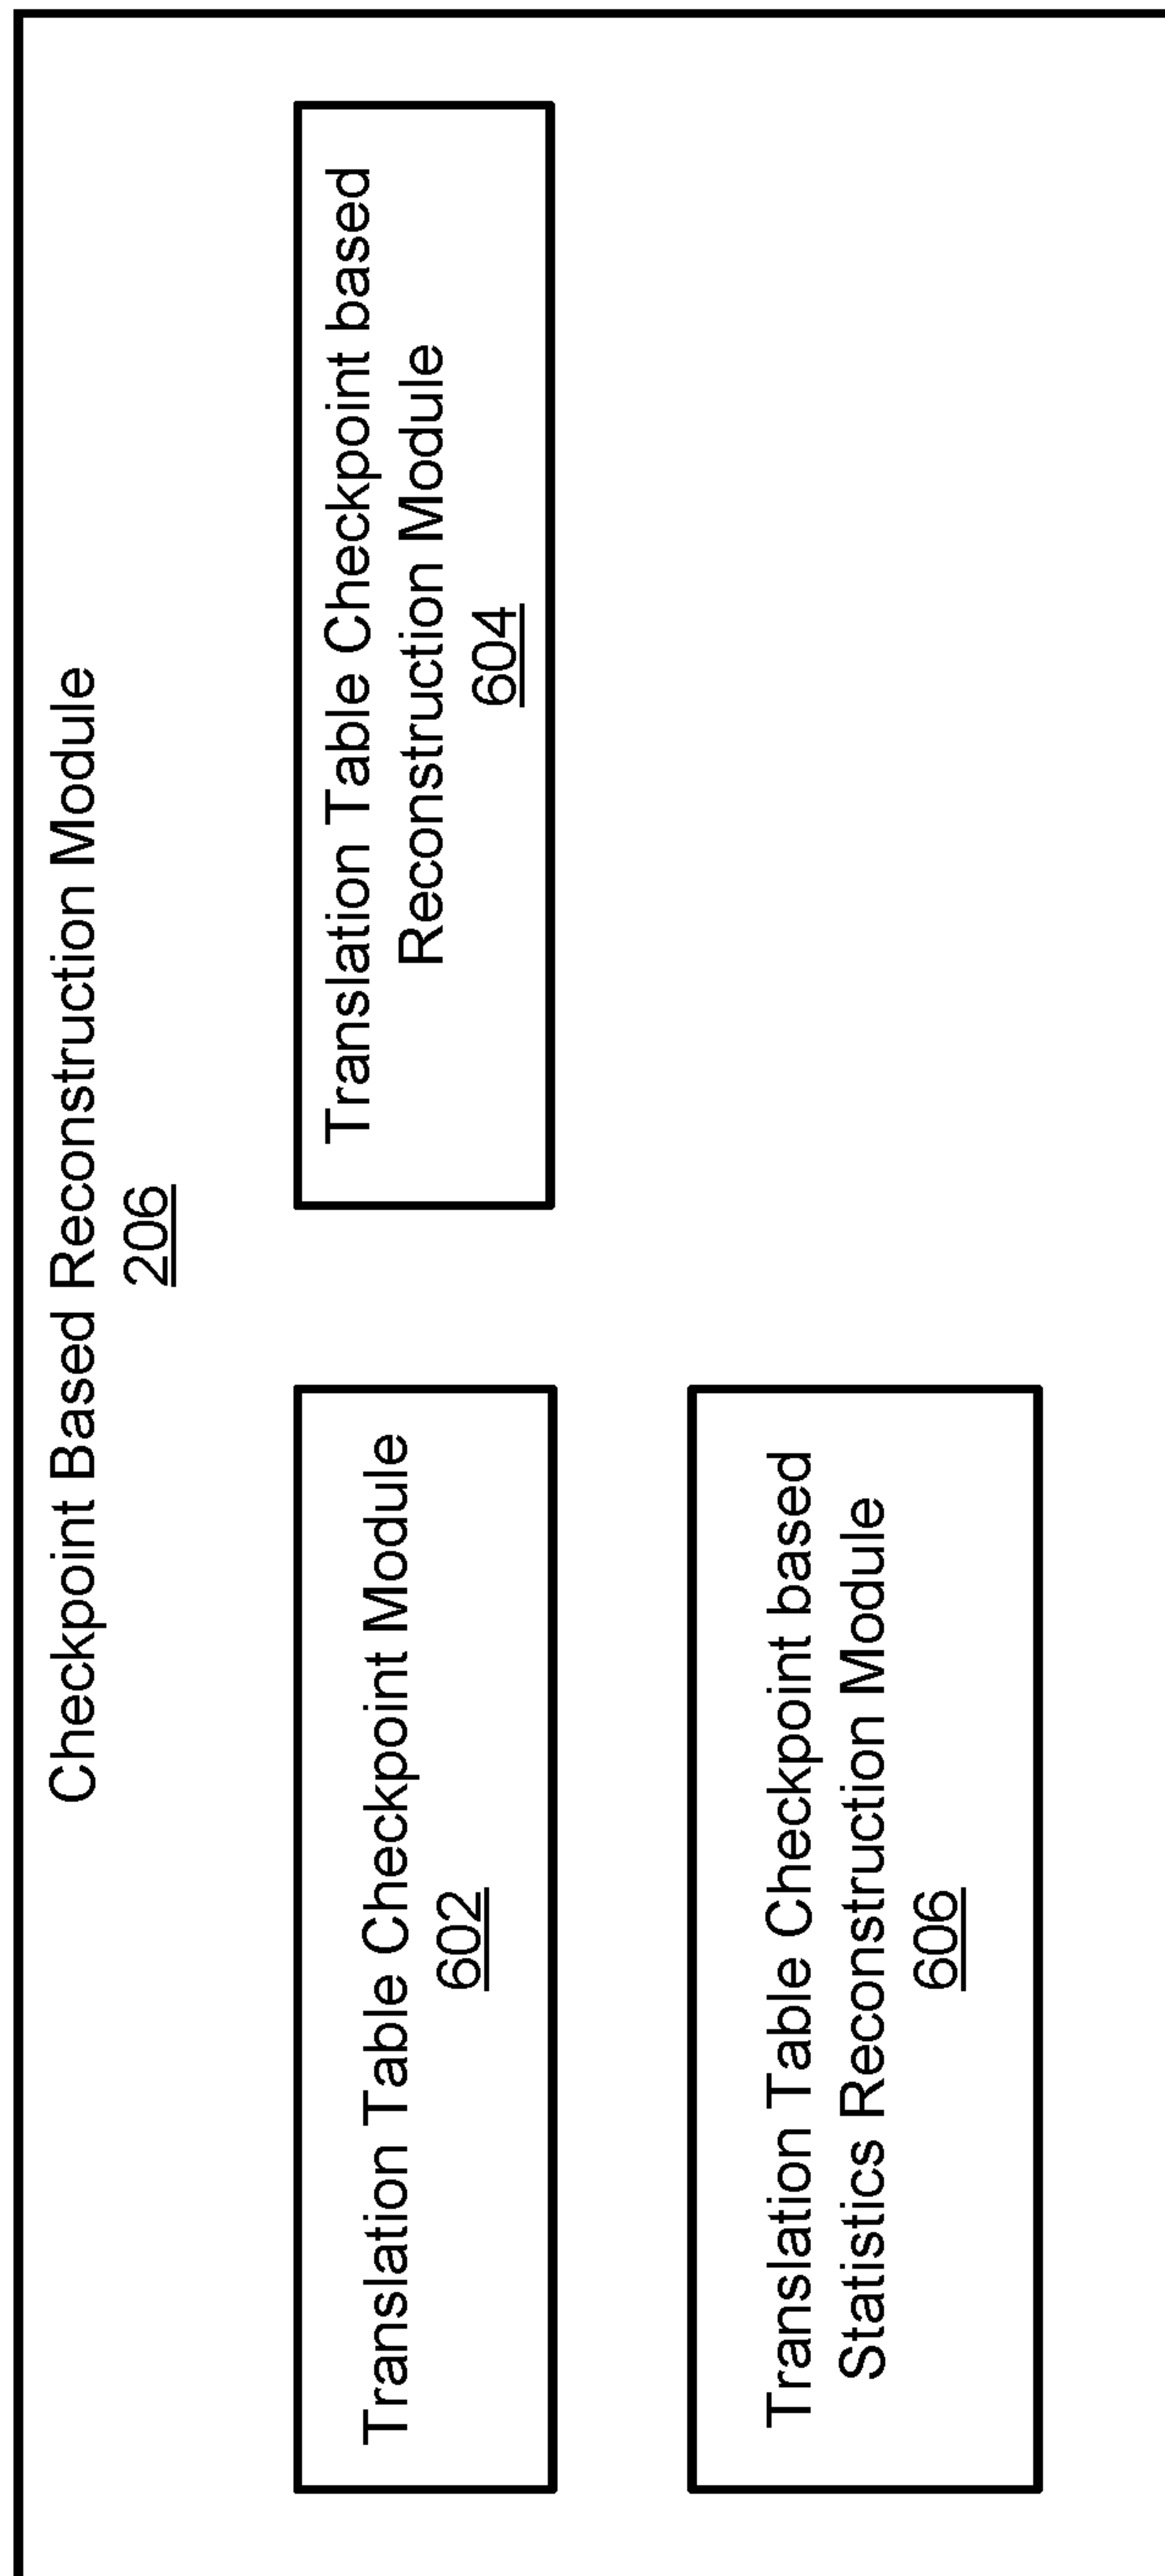 Checkpoint Based Reconstruction Module
206
Translation Table Checkpoint Module
602
Translation Table Checkpoint based
Reconstruction Module
604
Translation Table Checkpoint based
Statistics Reconstruction Module
606